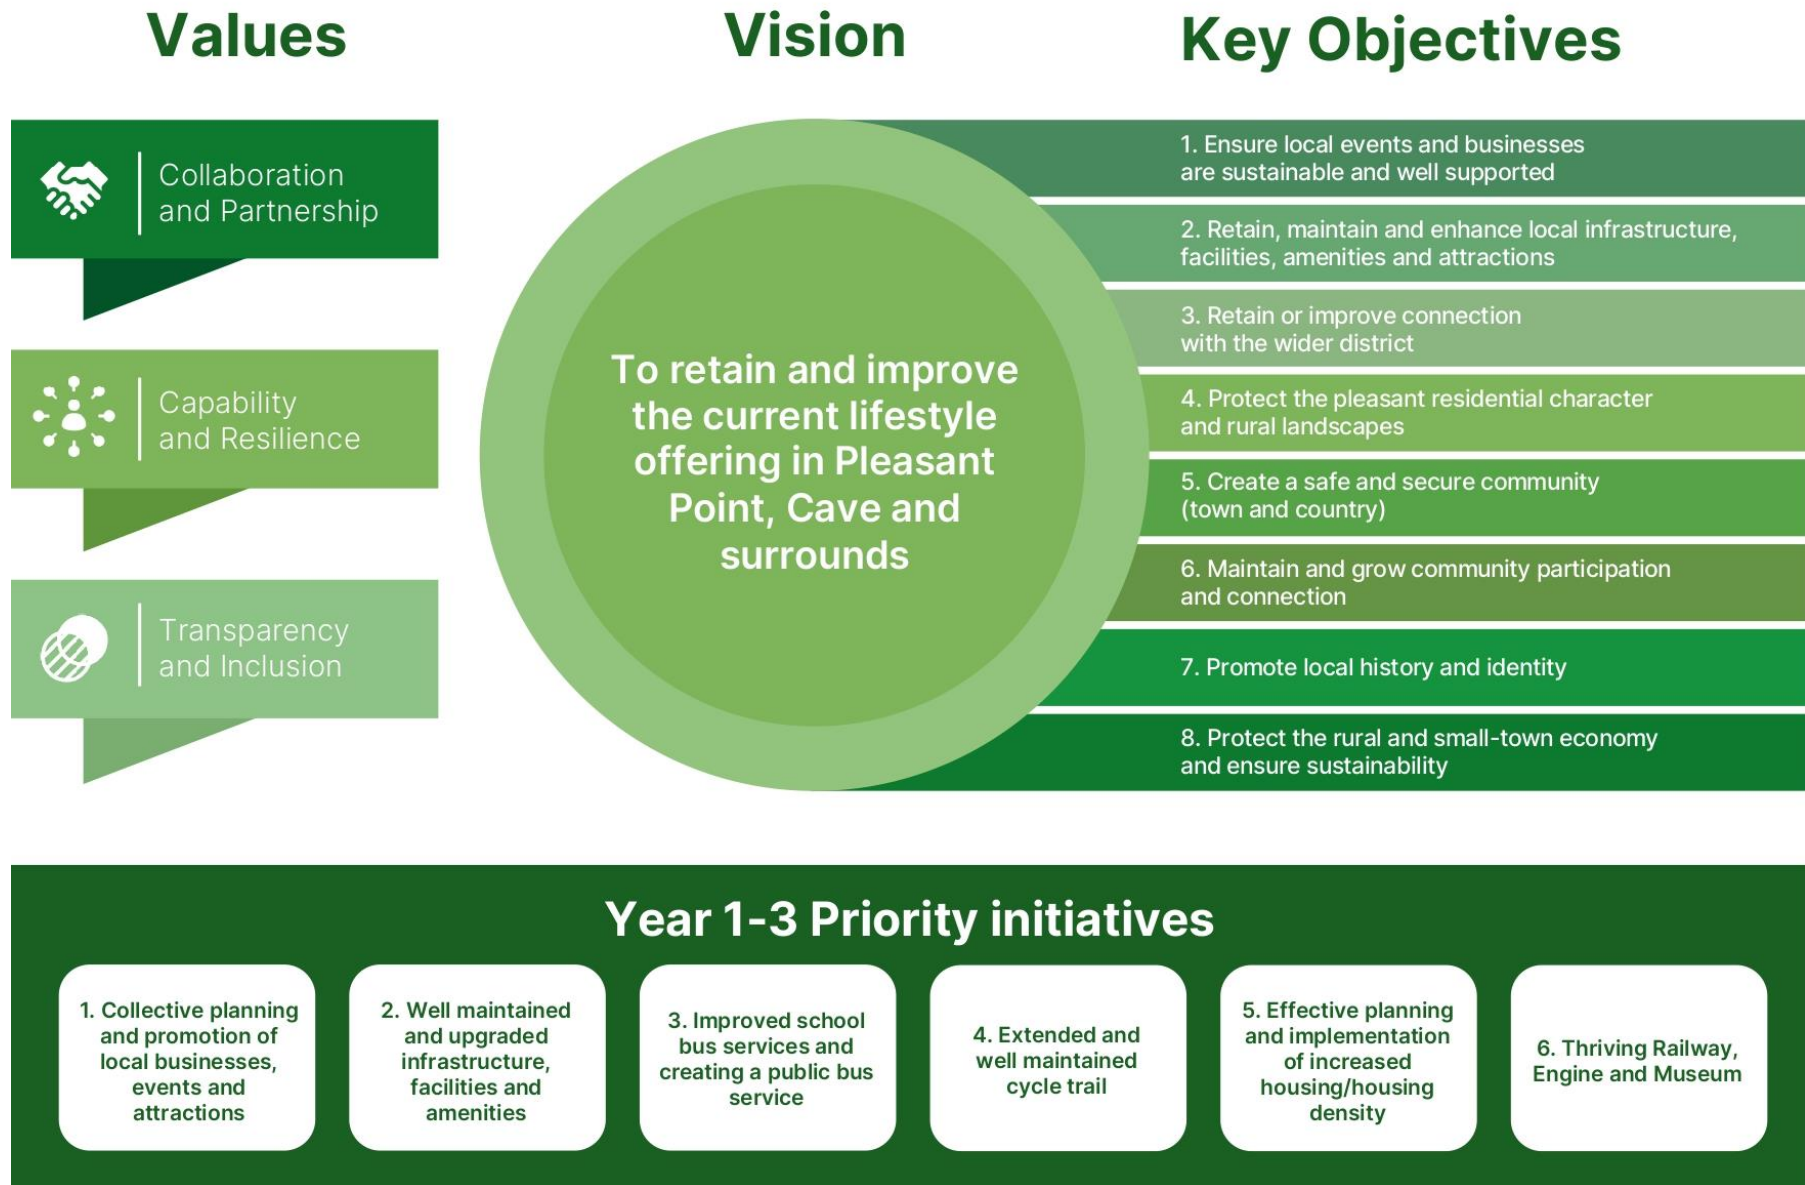 Values
Collaboration
and Partnership
Capability
and Resilience
Transparency
and Inclusion
Vision
To retain and improve
the current lifestyle
offering in Pleasant
Point, Cave and
surrounds
Key Objectives
1. Ensure local events and businesses
are sustainable and well supported
2. Retain, maintain and enhance local infrastructure,
facilities, amenities and attractions
3. Retain or improve connection
with the wider district
4. Protect the pleasant residential character
and rural landscapes
5. Create a safe and secure community
(town and country)
6. Maintain and grow community participation
and connection
7. Promote local history and identity
8. Protect the rural and small-town economy
and ensure sustainability
Year 1-3 Priority initiatives
1. Collective planning
and promotion of
local businesses,
events and
attractions
2. Well maintained
and upgraded
infrastructure,
facilities and
amenities
3. Improved school
bus services and
creating a public bus
service
4. Extended and
well maintained
cycle trail
5. Effective planning
and implementation
of increased
housing/housing
density
6. Thriving Railway,
Engine and Museum